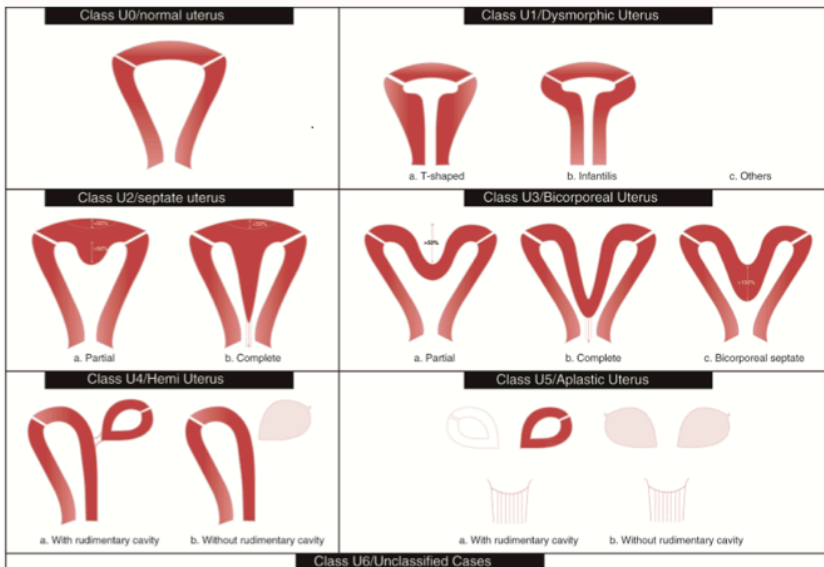 Class U0/normal uterus
Class U1/Dysmorphic Uterus
a. T-shaped
b. Infantilis
c. Others
Class U2/septate uterus
a. Partial
b. Complete
Class U3/Bicorporeal Uterus
>50%
a. Partial
b. Complete
c. Bicorporeal septate
Class U4/Hemi Uterus
a. With rudimentary cavity
b. Without rudimentary cavity
Class U5/Aplastic Uterus
a. With rudimentary cavity
b. Without rudimentary cavity
Class U6/Unclassified Cases